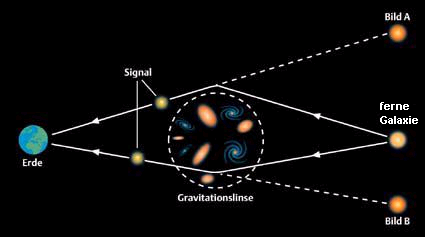 Bild A
Signal
ferne
Galaxie
Erde
Gravitationslinse
Bild B